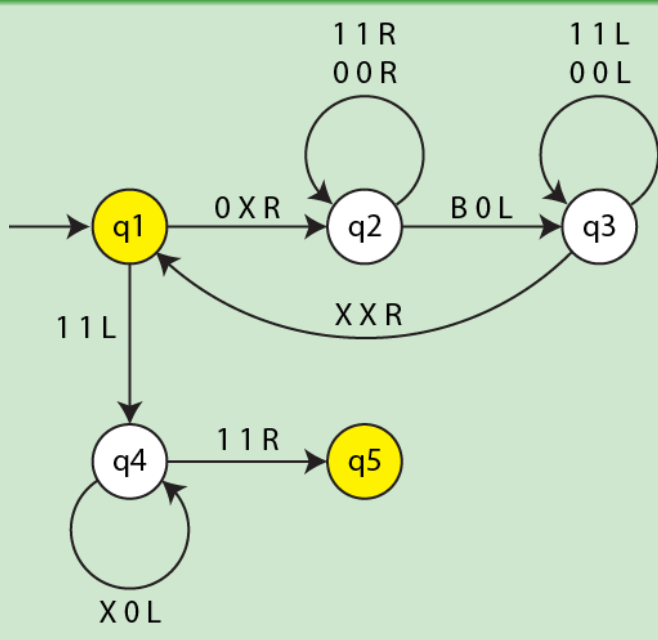 1 1 R
0 0 R
1 1 L
0 0 L
q1
0 X R
q2
B 0 L
q3
X X R
1 1 L
q4
1 1 R
q5
X 0 L